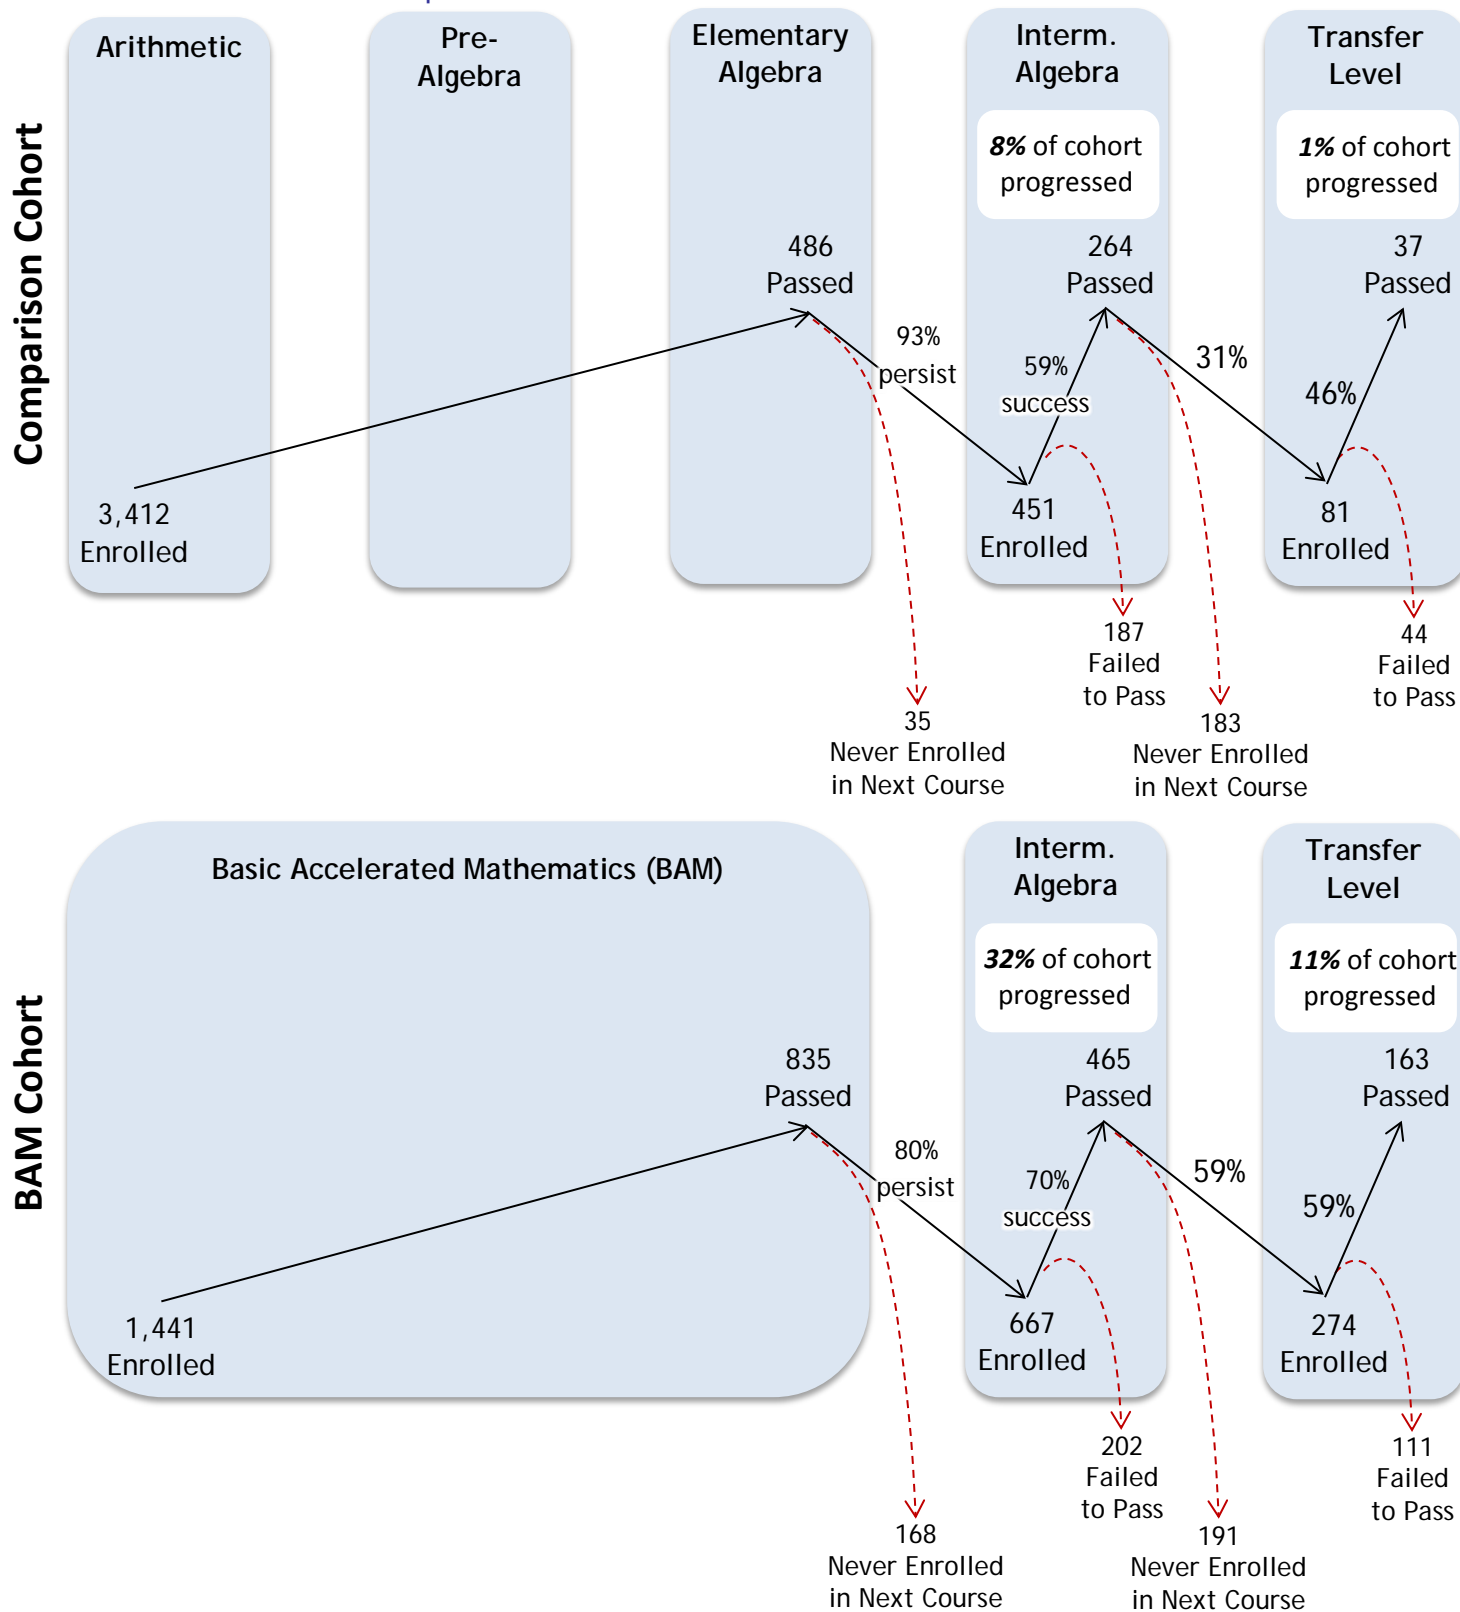 Comparison Cohort
Arithmetic
Pre-
Algebra
Elementary
Algebra
Interm.
Algebra
Transfer
Level
8% of cohort
progressed
1% of cohort
progressed
486
Passed
264
Passed
37
Passed
93%
persist
59%
success
31%
46%
3,412
Enrolled
451
Enrolled
81
Enrolled
187
Failed
to Pass
44
Failed
to Pass
35
Never Enrolled
in Next Course
183
Never Enrolled
in Next Course
BAM Cohort
Basic Accelerated Mathematics (BAM)
Interm.
Algebra
Transfer
Level
32% of cohort
progressed
11% of cohort
progressed
835
Passed
465
Passed
163
Passed
80%
persist
70%
success
59%
59%
1,441
Enrolled
667
Enrolled
274
Enrolled
202
Failed
to Pass
111
Failed
to Pass
168
Never Enrolled
in Next Course
191
Never Enrolled
in Next Course